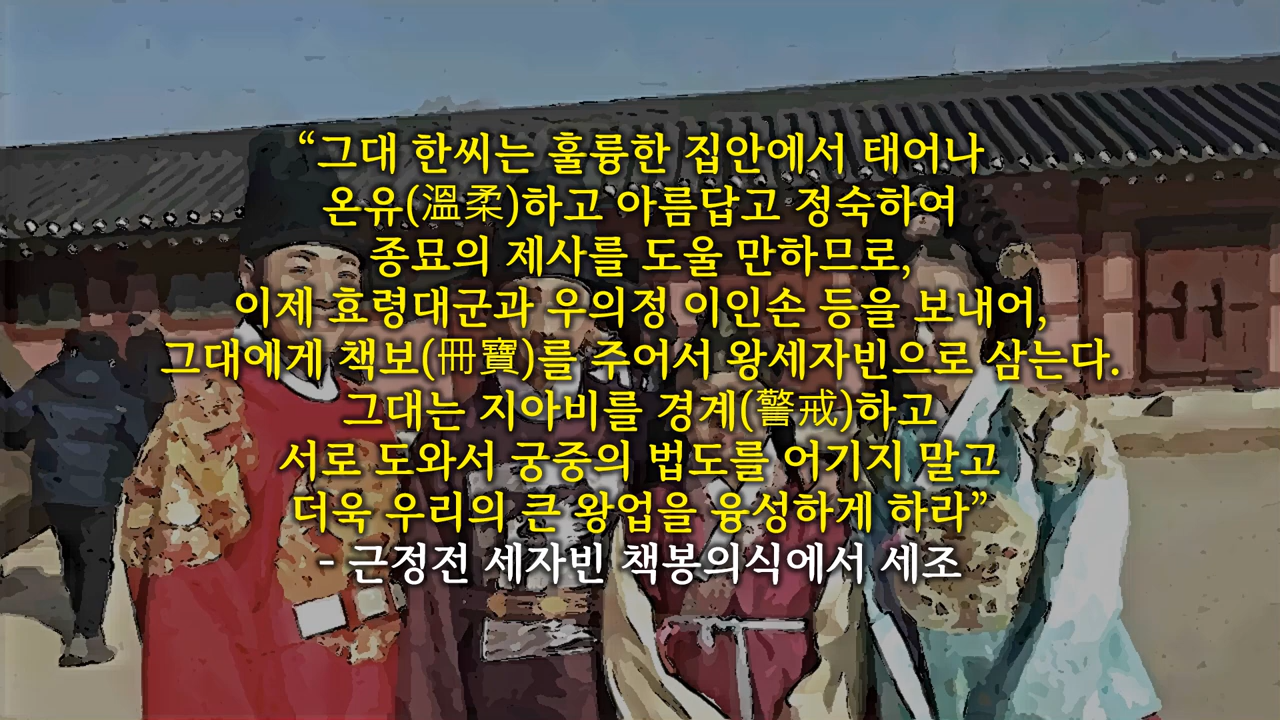 “그대 한씨는 훌륭한 집안에서 태어나
온유(溫柔)하고 아름답고 정숙하여
종묘의 제사를 도울 만하므로,
이제 효령대군과 우의정 이인손 등을 보내어,
그대에게 책보(冊寶)를 주어서 왕세자빈으로 삼는다.
그대는 지아비를 경계(警戒)하고
서로 도와서 궁중의 법도를 어기지 말고
더욱 우리의 큰 왕업을 융성하게 하라”
- 근정전 세자빈 책봉의식에서 세조